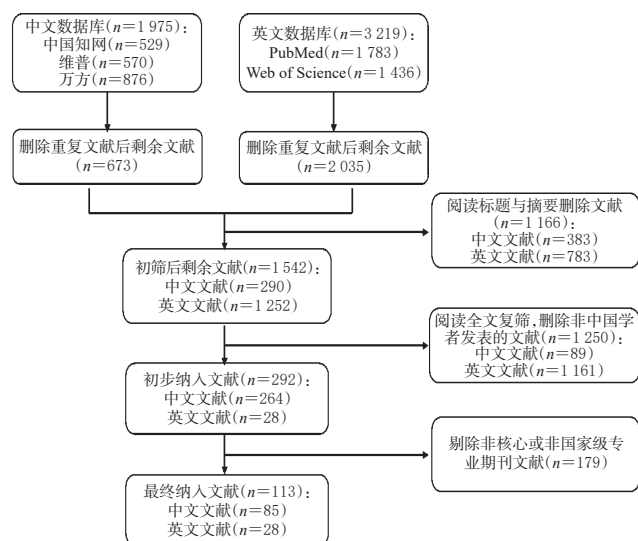 中文数据库(n=1 975):
中国知网(n=529)
维普(n=570)
万方(n=876)
英文数据库(n=3 219):
PubMed(n=1 783)
Web of Science(n=1 436)
删除重复文献后剩余文献
(n=673)
删除重复文献后剩余文献
(n=2 035)
阅读标题与摘要删除文献
(n=1 166):
中文文献(n=383)
英文文献(n=783)
初筛后剩余文献(n=1 542):
中文文献(n=290)
英文文献(n=1 252)
阅读全文复筛,删除非中国学
者发表的文献(n=1 250):
中文文献(n=89)
英文文献(n=1 161)
初步纳入文献(n=292):
中文文献(n=264)
英文文献(n=28)
剔除非核心或非国家级专
业期刊文献(n=179)
最终纳入文献(n=113):
中文文献(n=85)
英文文献(n=28)